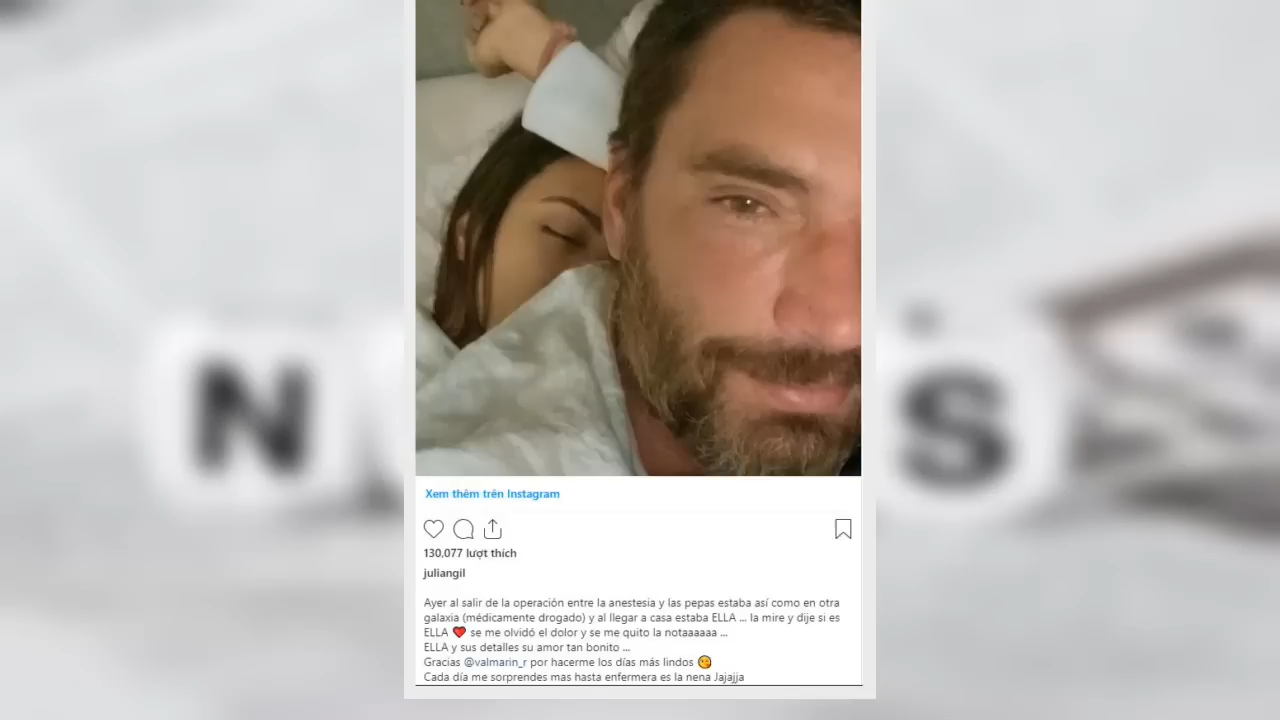 N S
Xem thêm trên Instagram
130,077 lượt thích
juliangil
Ayer al salir de la operación entre la anestesia y las pepas estaba así como en otra
galaxia (médicamente drogado) y al llegar a casa estaba ELLA ... la mire y dije si es
ELLA ❤️ se me olvidó el dolor y se me quito la notaaaaaa ...
ELLA y sus detalles su amor tan bonito ...
Gracias @valmarin_r por hacerme los días más lindos 😘
Cada día me sorprendes mas hasta enfermera es la nena Jajajja